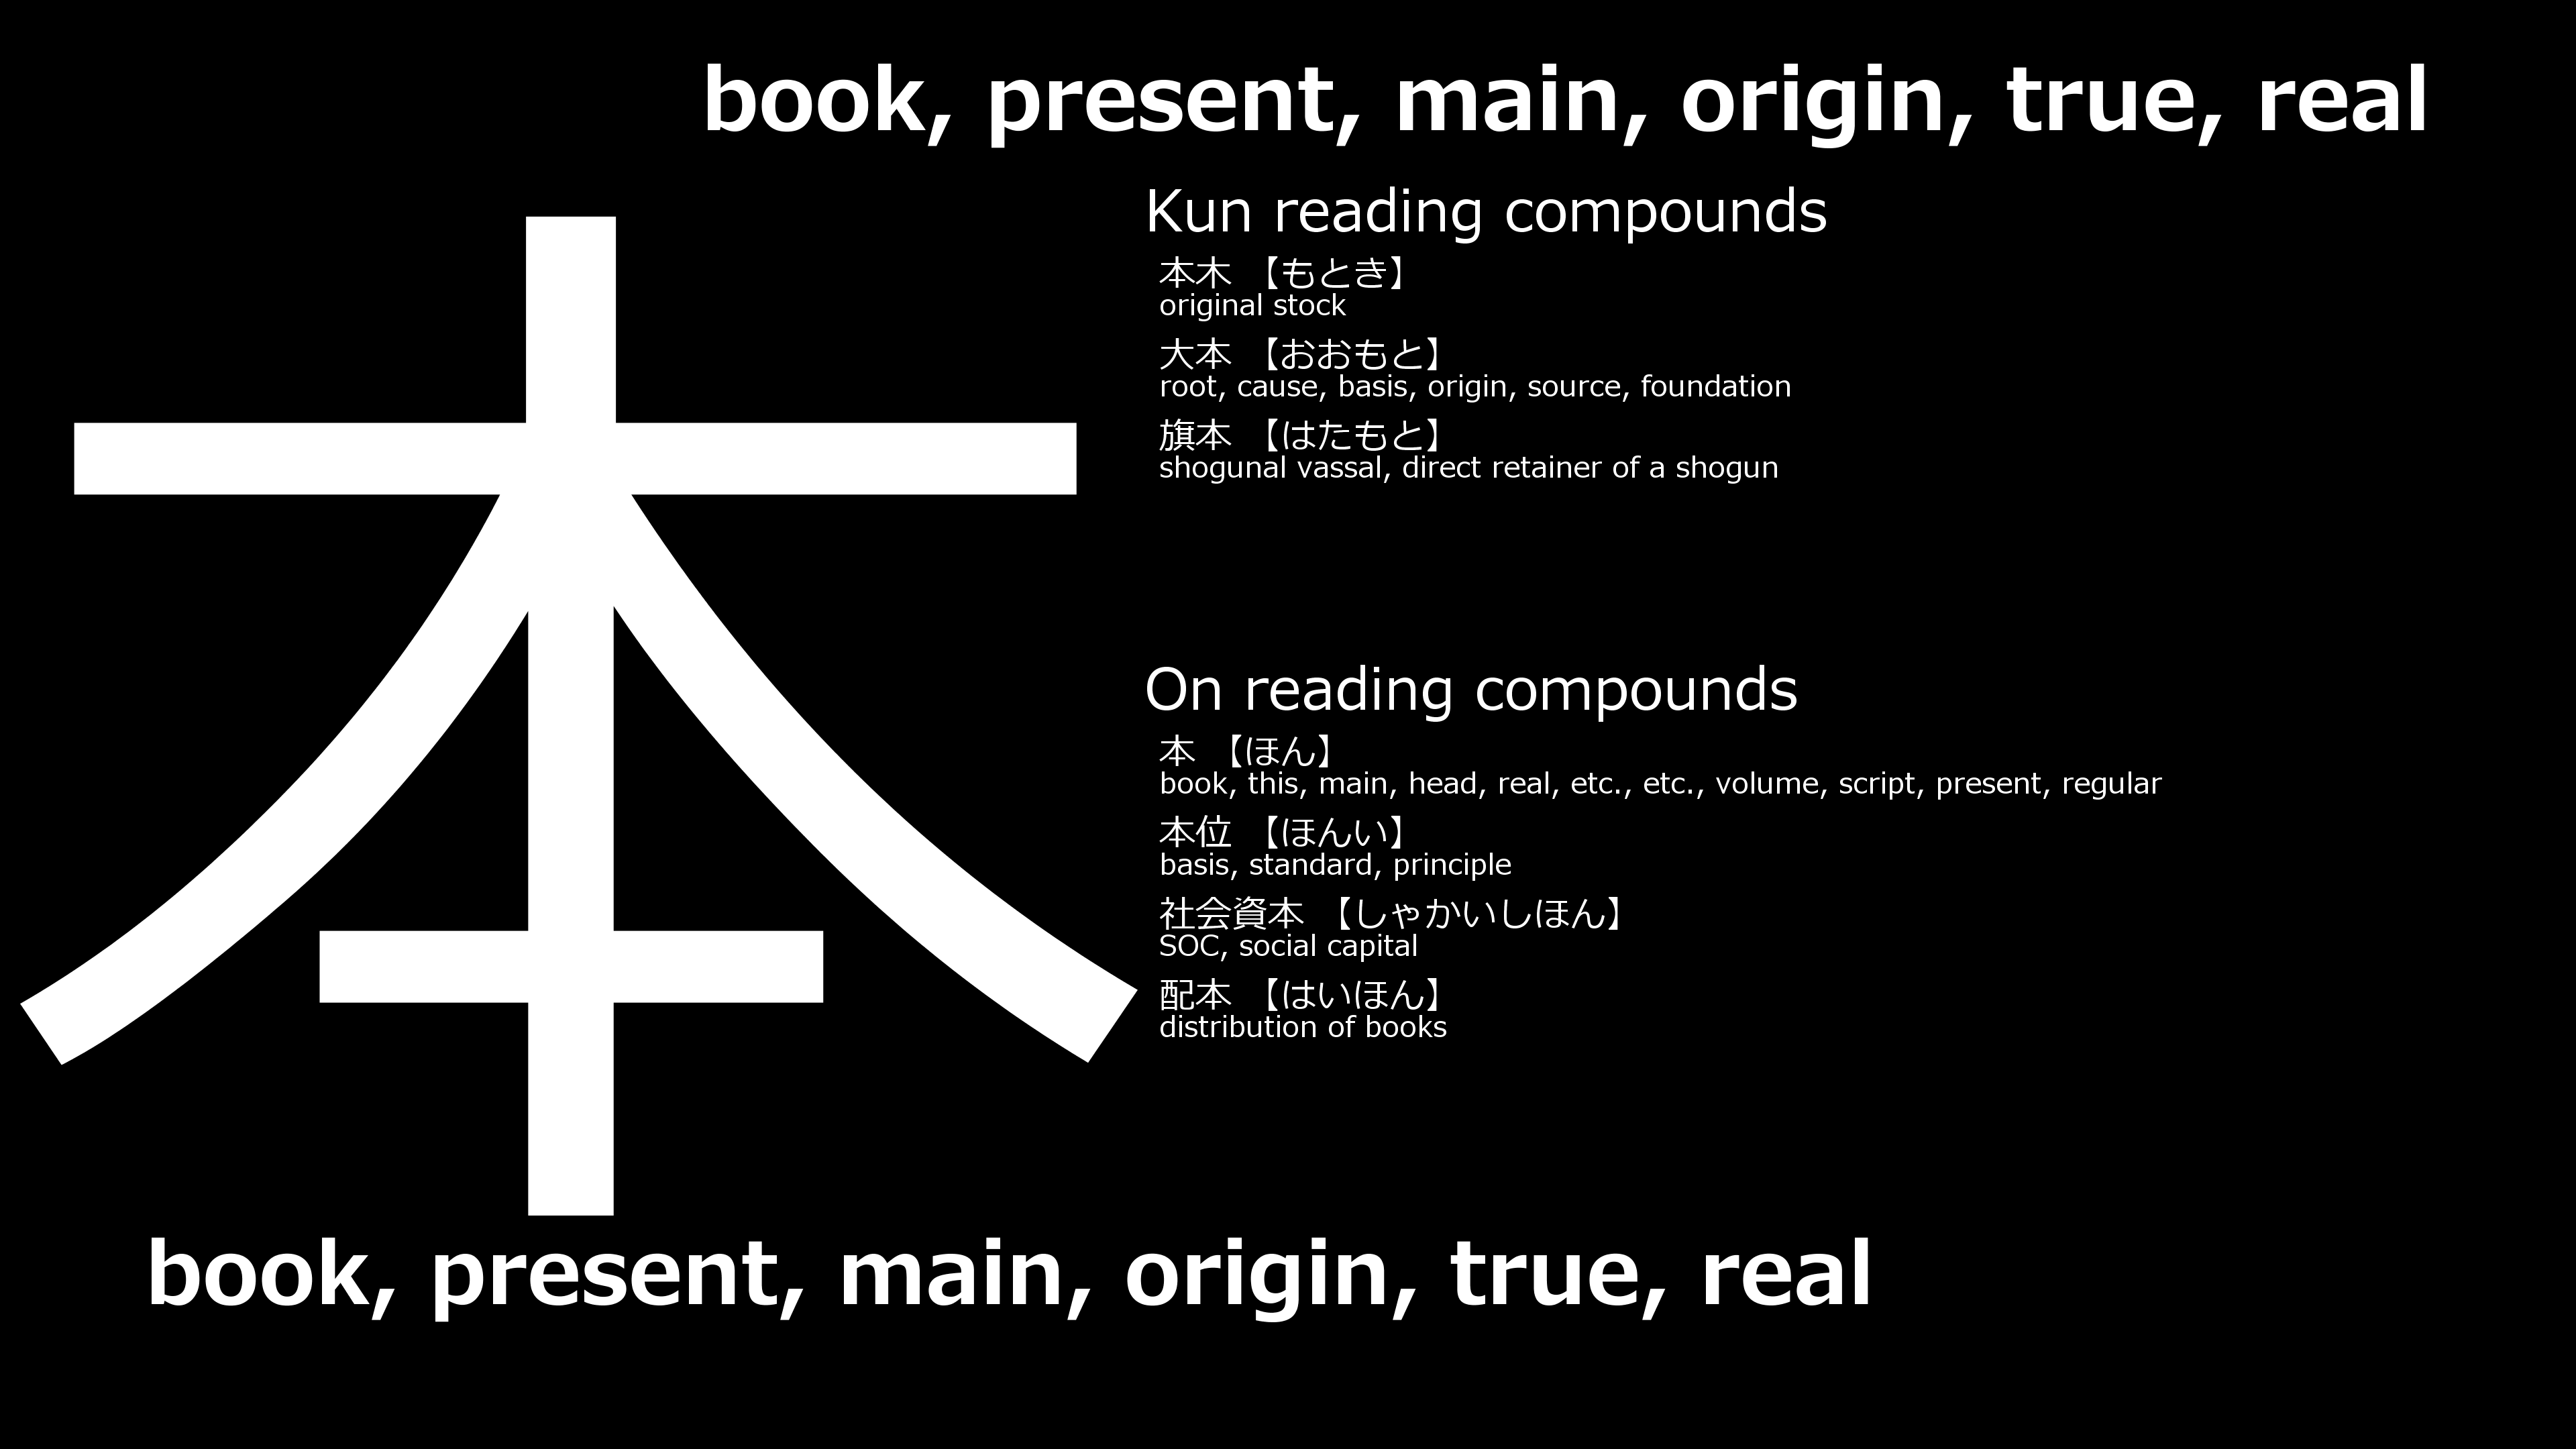 book, present, main, origin, true, real
本
Kun reading compounds
本木 【もとき】
original stock
大本 【おおもと】
root, cause, basis, origin, source, foundation
旗本 【はたもと】
shogunal vassal, direct retainer of a shogun
On reading compounds
本 【ほん】
book, this, main, head, real, etc., etc., volume, script, present, regular
本位 【ほんい】
basis, standard, principle
社会資本 【しゃかいしほん】
SOC, social capital
配本 【はいほん】
distribution of books
book, present, main, origin, true, real